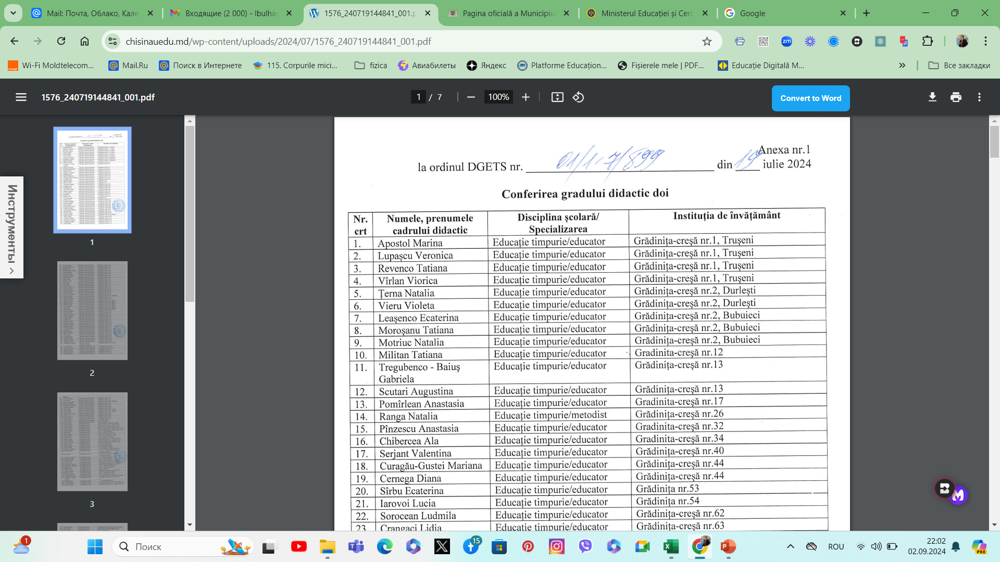 Mail: Почта, Облако, Кале
Входящие (2 000) - lbulha
1576_240719144841_001.p
Pagina oficială a Municipiu
Ministerul Educației și Cerc
Google
chisinauedu.md/wp-content/uploads/2024/07/1576_240719144841_001.pdf
Wi-Fi Moldtelecom...
Mail.Ru
Поиск в Интернете
115. Corpurile mici...
fizica
Авиабилеты
Яндекс
Platforme Education...
Fișierele mele | PDF...
Educație Digitală M...
Все закладки
1576_240719144841_001.pdf
1 / 7
100%
Convert to Word
Инструменты
1
2
3
Anexa nr.1
la ordinul DGETS nr. 01/1-7/899 din 19 iulie 2024
Conferirea gradului didactic doi
Nr. crt Numele, prenumele cadrului didactic Disciplina școlară/ Specializarea Instituția de învățământ
1. Apostol Marina Educație timpurie/educator Grădinița-creșă nr.1, Trușeni
2. Lupașcu Veronica Educație timpurie/educator Grădinița-creșă nr.1, Trușeni
3. Revenco Tatiana Educație timpurie/educator Grădinița-creșă nr.1, Trușeni
4. Vîrlan Viorica Educație timpurie/educator Grădinița-creșă nr.1, Trușeni
5. Țerna Natalia Educație timpurie/educator Grădinița-creșă nr.2, Durlești
6. Vieru Violeta Educație timpurie/educator Grădinița-creșă nr.2, Durlești
7. Leașenco Ecaterina Educație timpurie/educator Grădinița-creșă nr.2, Bubuieci
8. Moroșanu Tatiana Educație timpurie/educator Grădinița-creșă nr.2, Bubuieci
9. Motriuc Natalia Educație timpurie/educator Grădinița-creșă nr.2, Bubuieci
10. Militan Tatiana Educație timpurie/educator Gradinita-creșă nr.12
11. Tregubenco - Baiuș Gabriela Educație timpurie/educator Grădinița-creșă nr.13
12. Scutari Augustina Educație timpurie/educator Grădinița-creșă nr.13
13. Pomîrlean Anastasia Educație timpurie/educator Gradinita-creșă nr.17
14. Ranga Natalia Educație timpurie/metodist Grădinița-creșă nr.26
15. Pînzescu Anastasia Educație timpurie/educator Gradinița-creșă nr.32
16. Chibercea Ala Educație timpurie/educator Gradinița-creșă nr.34
17. Serjant Valentina Educație timpurie/educator Grădinița-creșă nr.40
18. Curagău-Gustei Mariana Educație timpurie/educator Grădinița-creșă nr.44
19. Cernega Diana Educație timpurie/educator Grădinița-creșă nr.44
20. Sîrbu Ecaterina Educație timpurie/educator Grădinița nr.53
21. Iarovoi Lucia Educație timpurie/educator Grădinița nr.54
22. Sorocean Ludmila Educație timpurie/educator Grădinița-creșă nr.62
23 Crangaci Lidia Educație timpurie/educator Grădinița-creșă nr.63
1
Поиск
15
ROU
22:02
02.09.2024
PRE